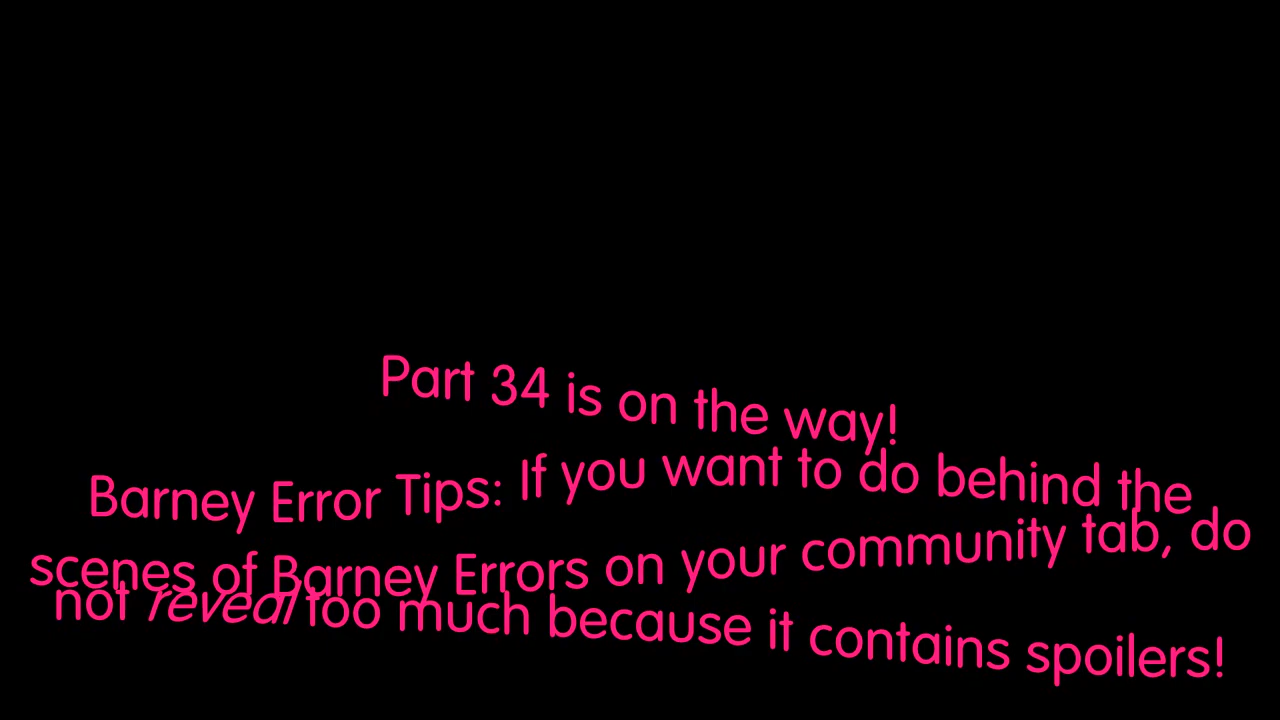 Part 34 is on the way!
Barney Error Tips: If you want to do behind the
scenes of Barney Errors on your community tab, do
not reveal too much because it contains spoilers!